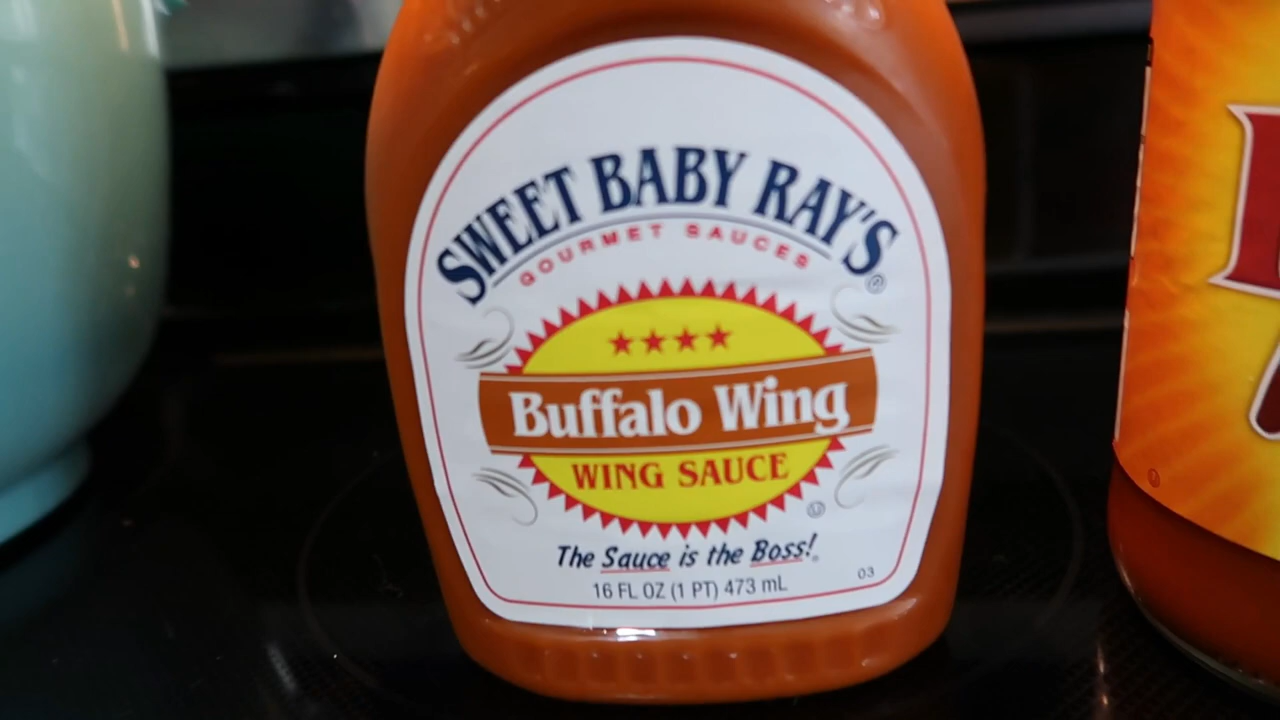 SWEET BABY RAY'S
GOURMET SAUCES
Buffalo Wing
WING SAUCE
The Sauce is the Boss!
16 FL OZ (1 PT) 473 mL
03